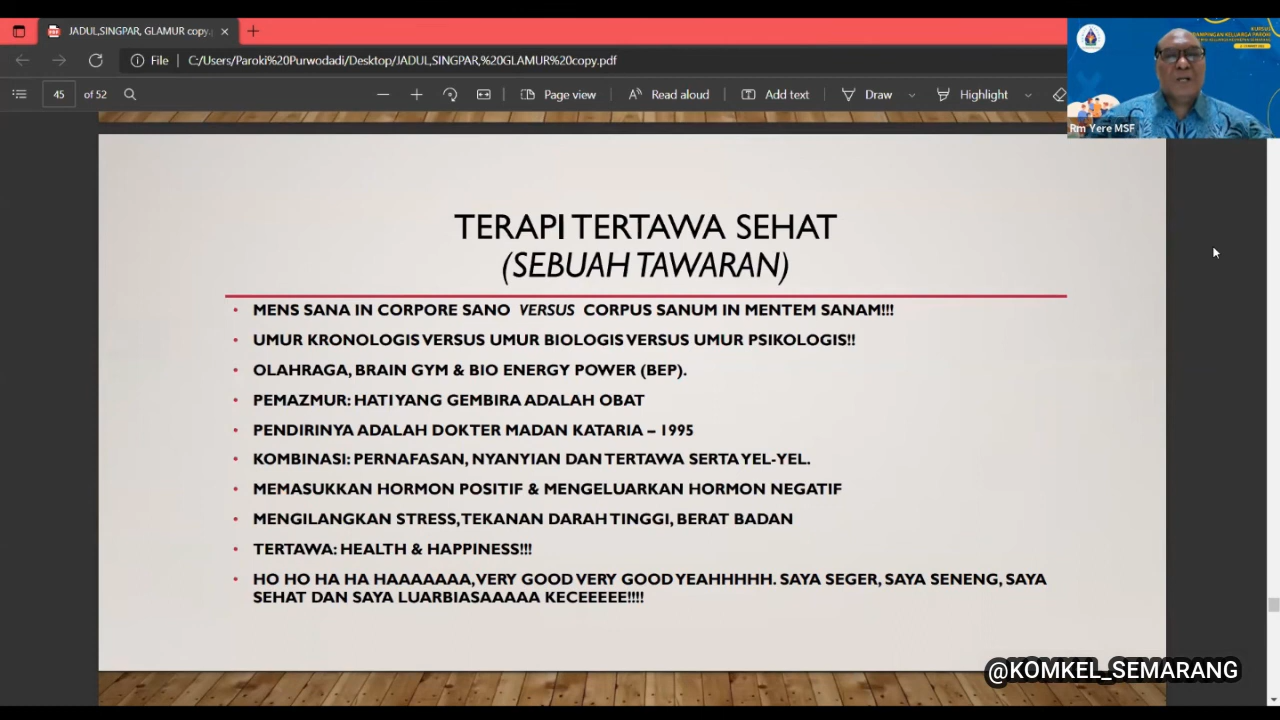 JADUL,SINGPAR, GLAMUR copy.
File
C:/Users/Paroki%20Purwodadi/Desktop/JADUL,SINGPAR,%20GLAMUR%20copy.pdf
45 of 52
Page view
Read aloud
Add text
Draw
Highlight
KURSUS
Rm Yere MSF
TERAPI TERTAWA SEHAT
(SEBUAH TAWARAN)
• MENS SANA IN CORPORE SANO VERSUS CORPUS SANUM IN MENTEM SANAM!!!
• UMUR KRONOLOGIS VERSUS UMUR BIOLOGIS VERSUS UMUR PSIKOLOGIS!!
• OLAHRAGA, BRAIN GYM & BIO ENERGY POWER (BEP).
• PEMAZMUR: HATI YANG GEMBIRA ADALAH OBAT
• PENDIRINYA ADALAH DOKTER MADAN KATARIA – 1995
• KOMBINASI: PERNAFASAN, NYANYIAN DAN TERTAWA SERTA YEL-YEL.
• MEMASUKKAN HORMON POSITIF & MENGELUARKAN HORMON NEGATIF
• MENGILANGKAN STRESS, TEKANAN DARAH TINGGI, BERAT BADAN
• TERTAWA: HEALTH & HAPPINESS!!!
• HO HO HA HA HAAAAAAA, VERY GOOD VERY GOOD YEAHHHHH. SAYA SEGER, SAYA SENENG, SAYA
SEHAT DAN SAYA LUARBIASAAAAA KECEEEEE!!!!
@KOMKEL_SEMARANG